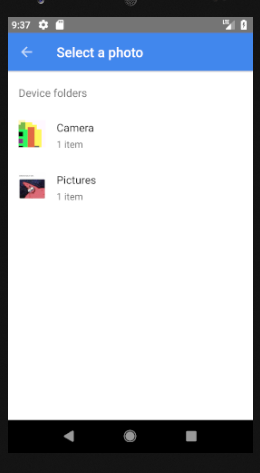 9:37
Select a photo
Device folders
Camera
1 item
Pictures
1 item